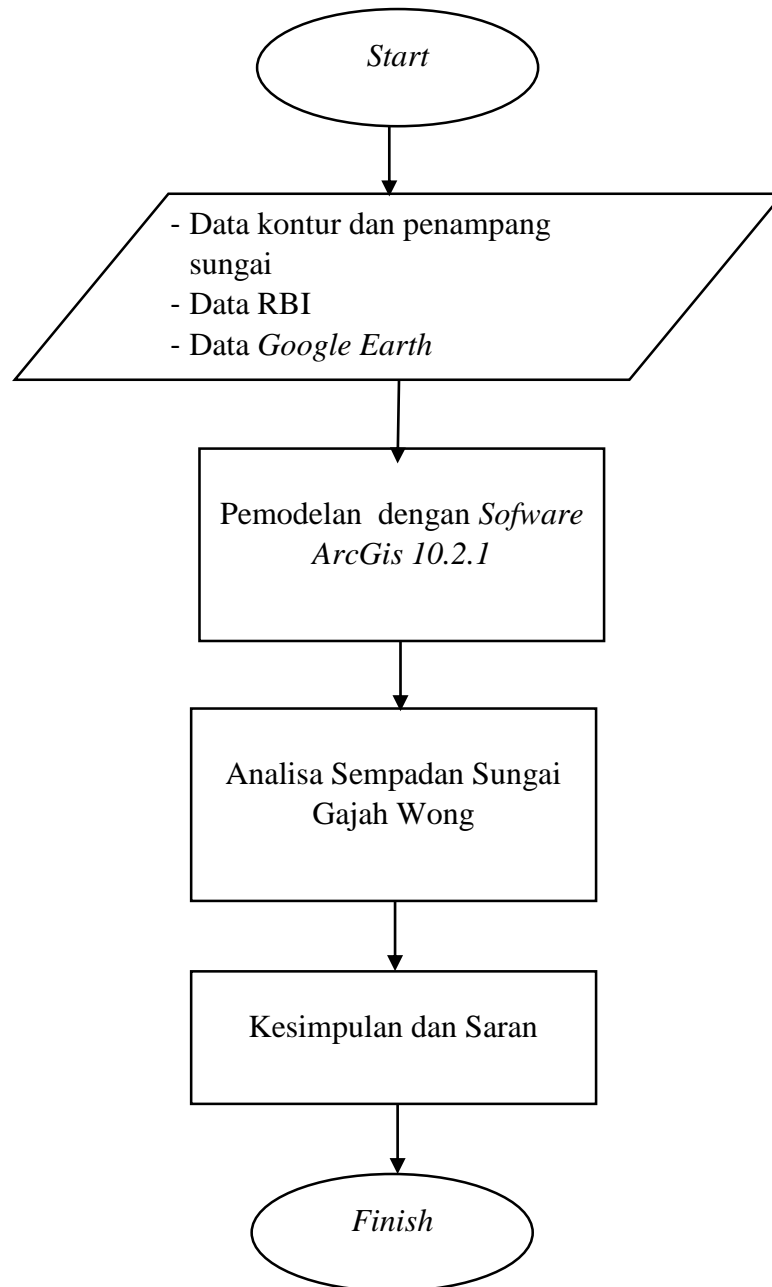 Start
- Data kontur dan penampang
sungai
- Data RBI
- Data Google Earth
Pemodelan dengan Sofware
ArcGis 10.2.1
Analisa Sempadan Sungai
Gajah Wong
Kesimpulan dan Saran
Finish